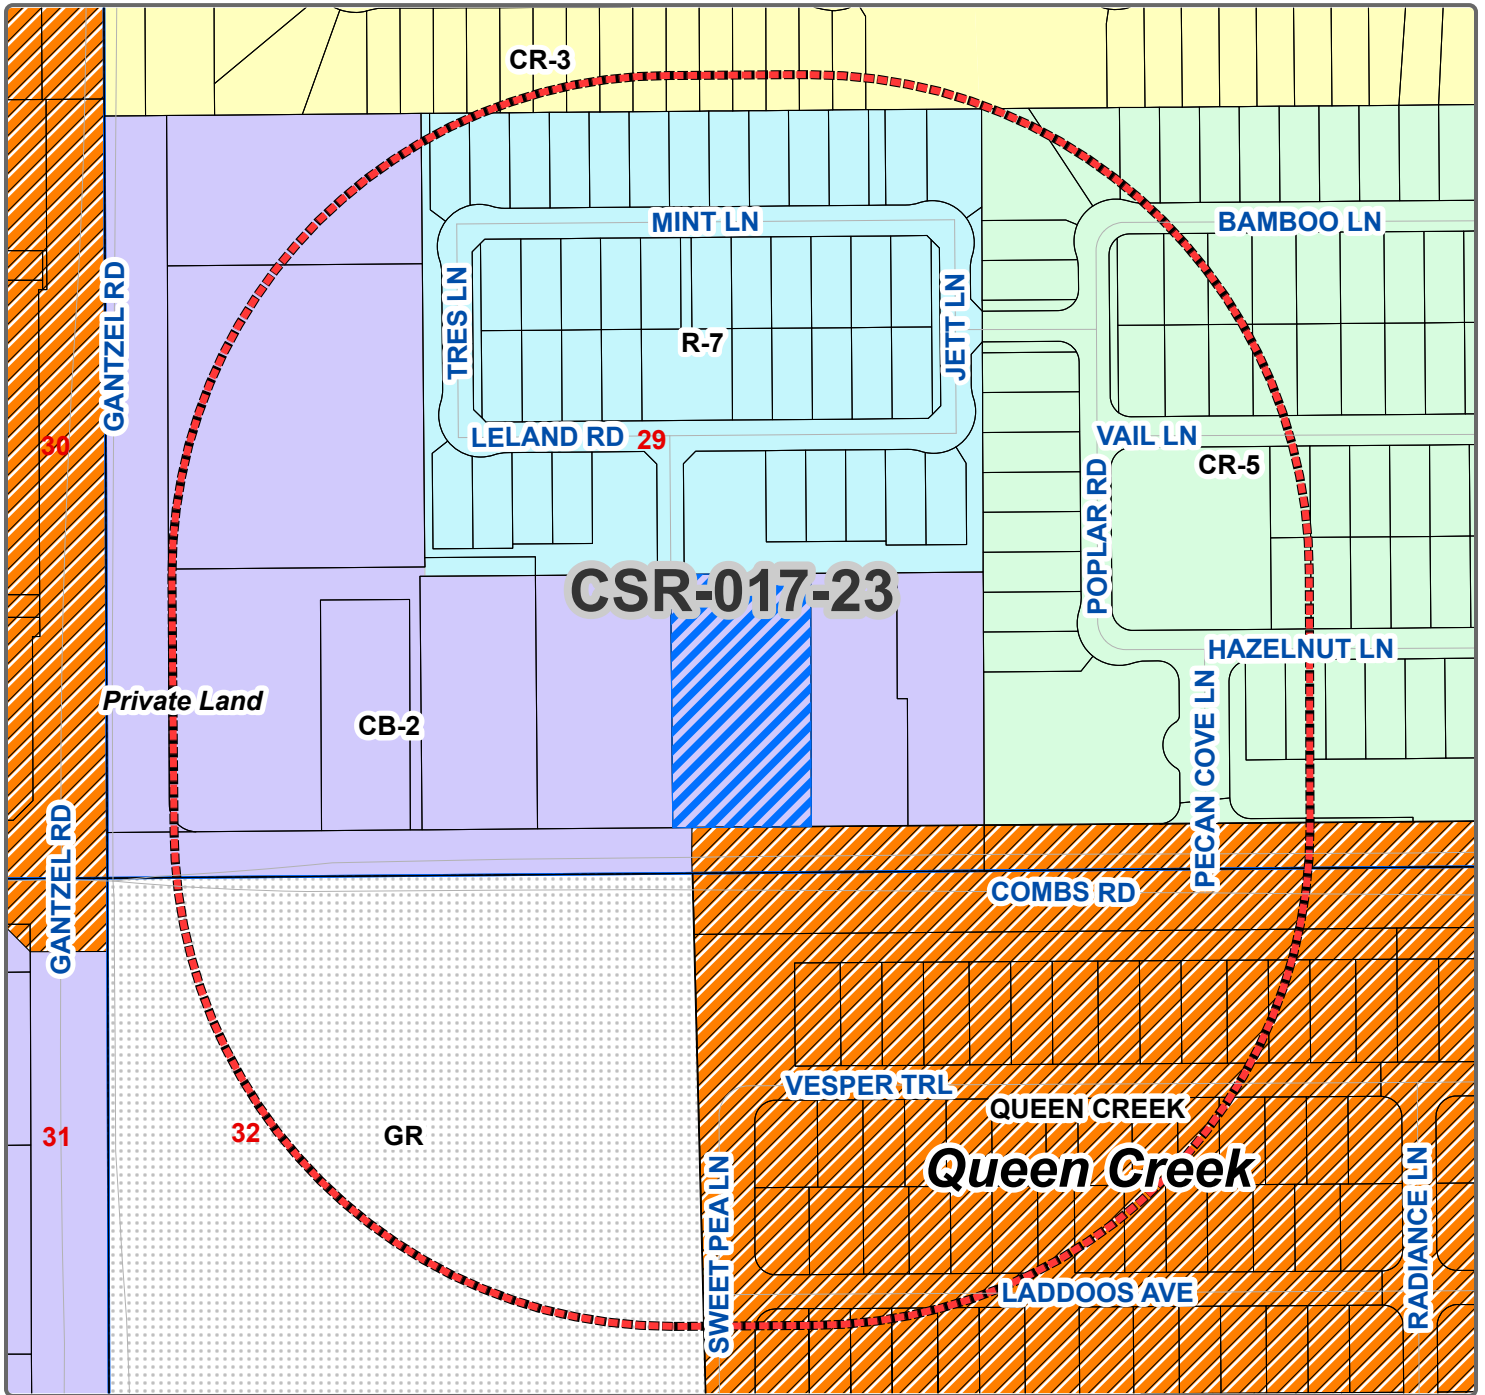 CR-3
MINT LN
BAMBOO LN
GANTZEL RD
TRES LN
JETT LN
R-7
LELAND RD
29
VAIL LN
30
CR-5
POPLAR RD
CSR-017-23
HAZELNUT LN
Private Land
CB-2
PECAN COVE LN
GANTZEL RD
COMBS RD
VESPER TRL
QUEEN CREEK
31
32
GR
Queen Creek
SWEET PEA LN
RADIANCE LN
LADDOOS AVE